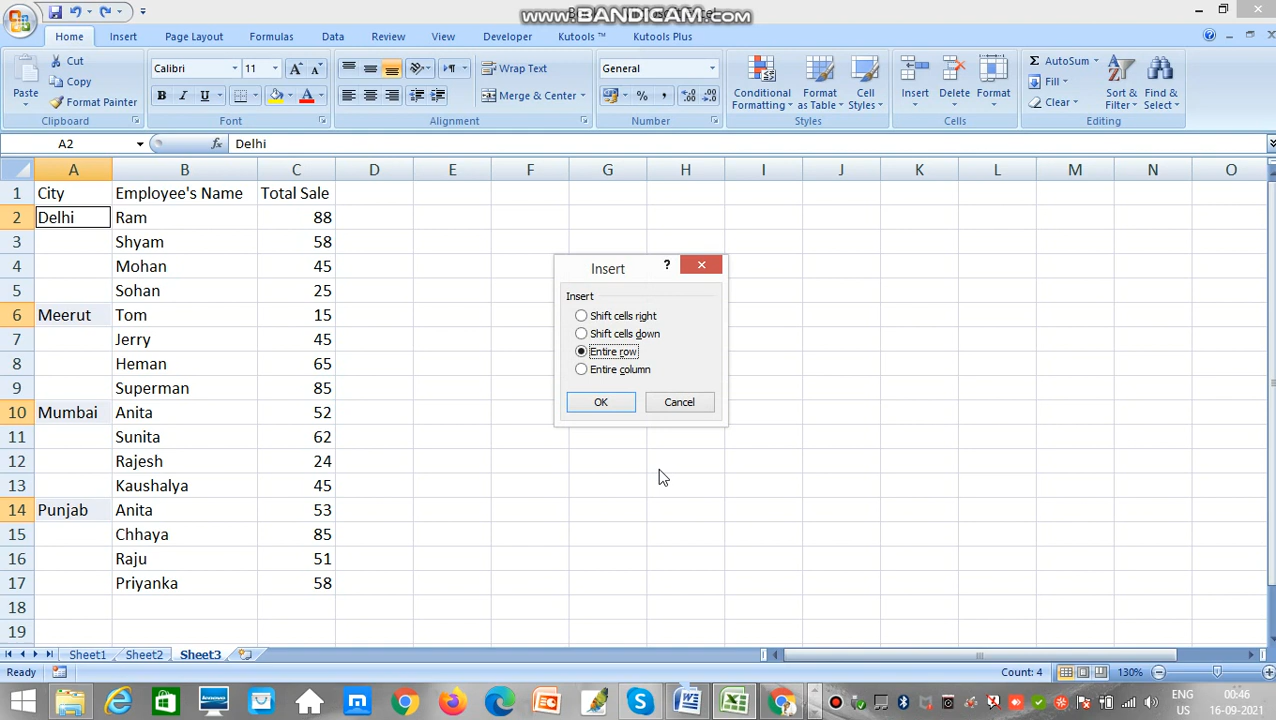 www.BANDICAM.com
Home Insert Page Layout Formulas Data Review View Developer Kutools ™ Kutools Plus
Cut
Copy
Format Painter
Paste
Clipboard
Calibri 11
B I U A
Font
Wrap Text
Merge & Center
Alignment
General
%
Number
Conditional Formatting
Format as Table
Cell Styles
Styles
Insert Delete Format
Cells
Σ AutoSum
Fill
Clear
Sort & Filter
Find & Select
Editing
A2 fx Delhi
A B C D E F G H I J K L M N O
1 City Employee's Name Total Sale
2 Delhi Ram 88
3 Shyam 58
4 Mohan 45
5 Sohan 25
6 Meerut Tom 15
7 Jerry 45
8 Heman 65
9 Superman 85
10 Mumbai Anita 52
11 Sunita 62
12 Rajesh 24
13 Kaushalya 45
14 Punjab Anita 53
15 Chhaya 85
16 Raju 51
17 Priyanka 58
18
19
Insert ?
Insert
Shift cells right
Shift cells down
Entire row
Entire column
OK Cancel
Sheet1 Sheet2 Sheet3
Ready Count: 4 130%
ENG 00:46
US 16-09-2021